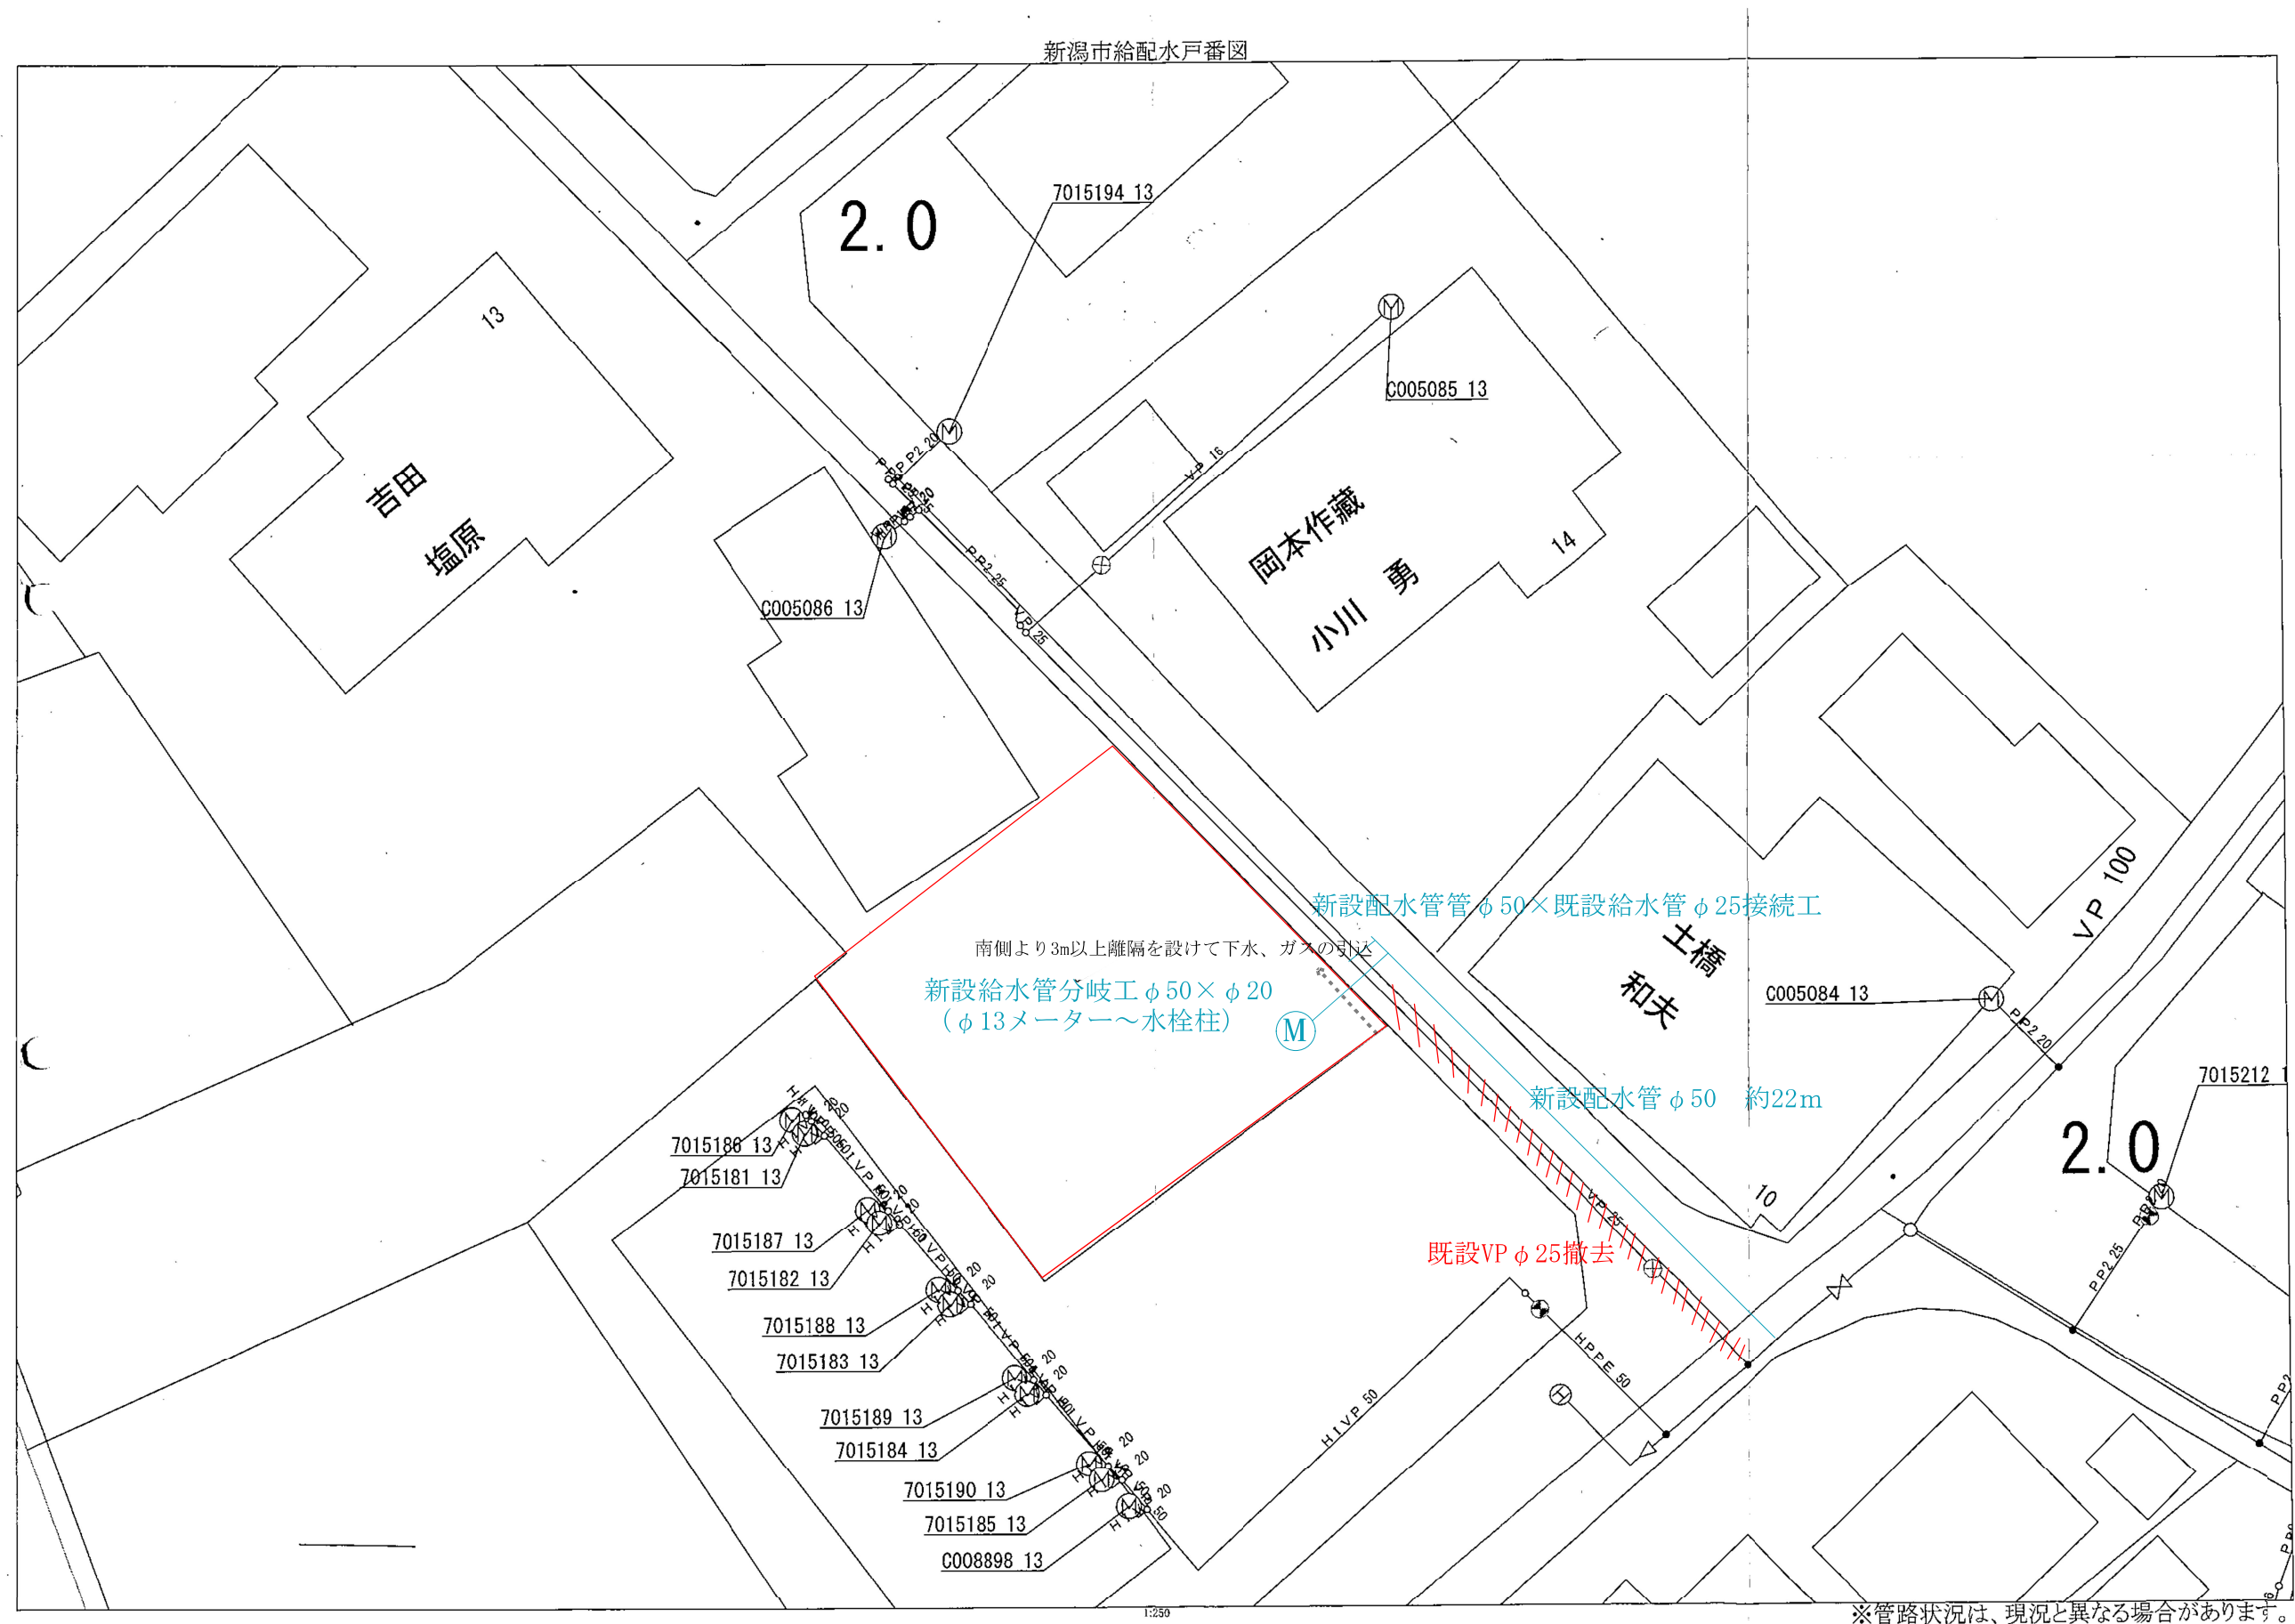 新潟市給配水戸番図
7015194 13
2.0
13
C005085 13
PP2 20
VP 16
吉田
塩原
岡本作蔵
小川 勇
14
C005086 13
PP2 25
VP 25
VP 100
新設配水管管φ50×既設給水管φ25接続工
土橋
和夫
南側より3m以上離隔を設けて下水、ガスの引込
新設給水管分岐工φ50×φ20
（φ13メーター～水栓柱）
M
C005084 13
PP2 20
7015212 1
新設配水管φ50 約22m
2.0
7015186 13
7015181 13
10
VP 25
7015187 13
既設VPφ25撤去
PP2 25
7015182 13
7015188 13
7015183 13
HPPE 50
H
PP2
7015189 13
HIVP 50
7015184 13
7015190 13
7015185 13
C008898 13
1:250
※管路状況は、現況と異なる場合があります。